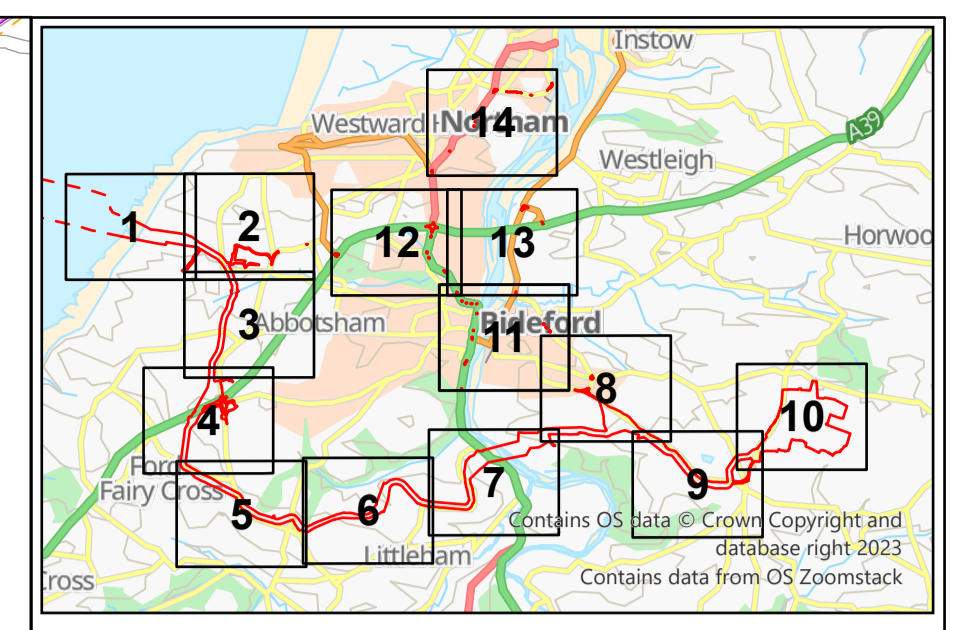 Instow
Westward H
Northam
14
A39
Westleigh
1
2
12
13
Horwoo
3
Abbotsham
Bideford
11
8
4
10
Ford
Fairy Cross
5
6
7
9
Contains OS data © Crown Copyright and
database right 2023
Littleham
Contains data from OS Zoomstack
Cross